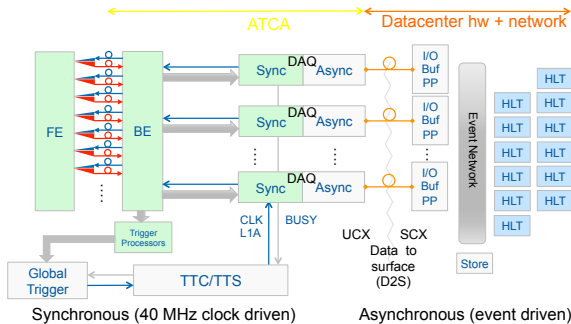 ATCA
Datacenter hw + network
FE
BE
DAQ
Sync
Async
DAQ
Sync
Async
DAQ
Sync
Async
I/O
Buf
PP
I/O
Buf
PP
I/O
Buf
PP
Event Network
HLT
HLT
HLT
HLT
HLT
HLT
HLT
HLT
HLT
HLT
HLT
HLT
Store
CLK
L1A
BUSY
UCX
SCX
Data to
surface
(D2S)
Trigger
Processors
Global
Trigger
TTC/TTS
Synchronous (40 MHz clock driven)
Asynchronous (event driven)